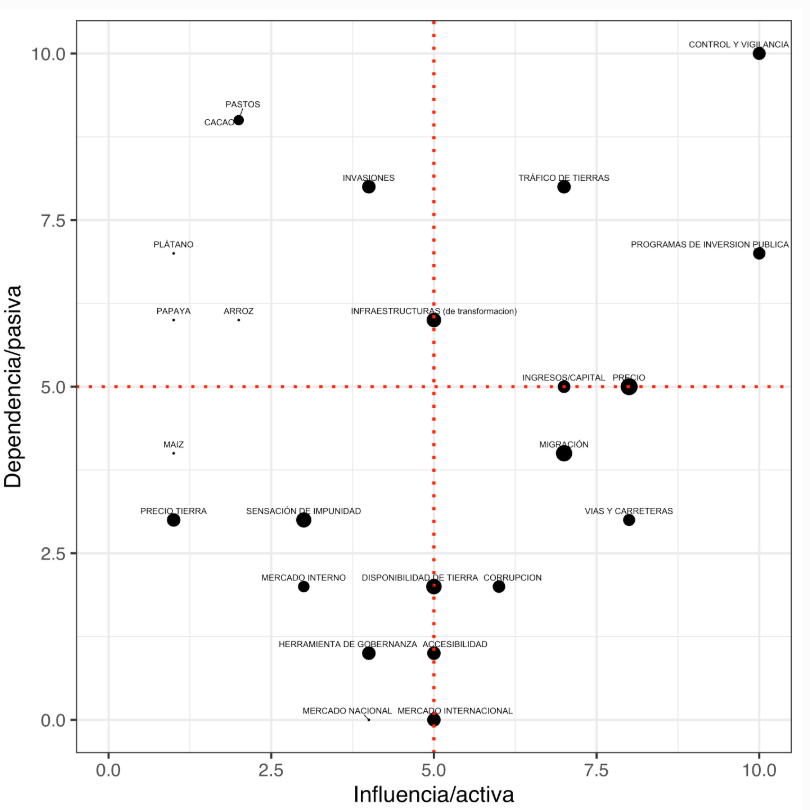 10.0
7.5
5.0
2.5
0.0
CONTROL Y VIGILANCIA
PASTOS
CACAO
INVASIONES
TRÁFICO DE TIERRAS
PLÁTANO
PROGRAMAS DE INVERSION PUBLICA
PAPAYA
ARROZ
INFRAESTRUCTURAS (de transformacion)
INGRESOS/CAPITAL
PRECIO
MAIZ
MIGRACIÓN
PRECIO TIERRA
SENSACIÓN DE IMPUNIDAD
VIAS Y CARRETERAS
MERCADO INTERNO
DISPONIBILIDAD DE TIERRA
CORRUPCION
HERRAMIENTA DE GOBERNANZA
ACCESIBILIDAD
MERCADO NACIONAL
MERCADO INTERNACIONAL
0.0
2.5
5.0
7.5
10.0
Influencia/activa
Dependencia/pasiva